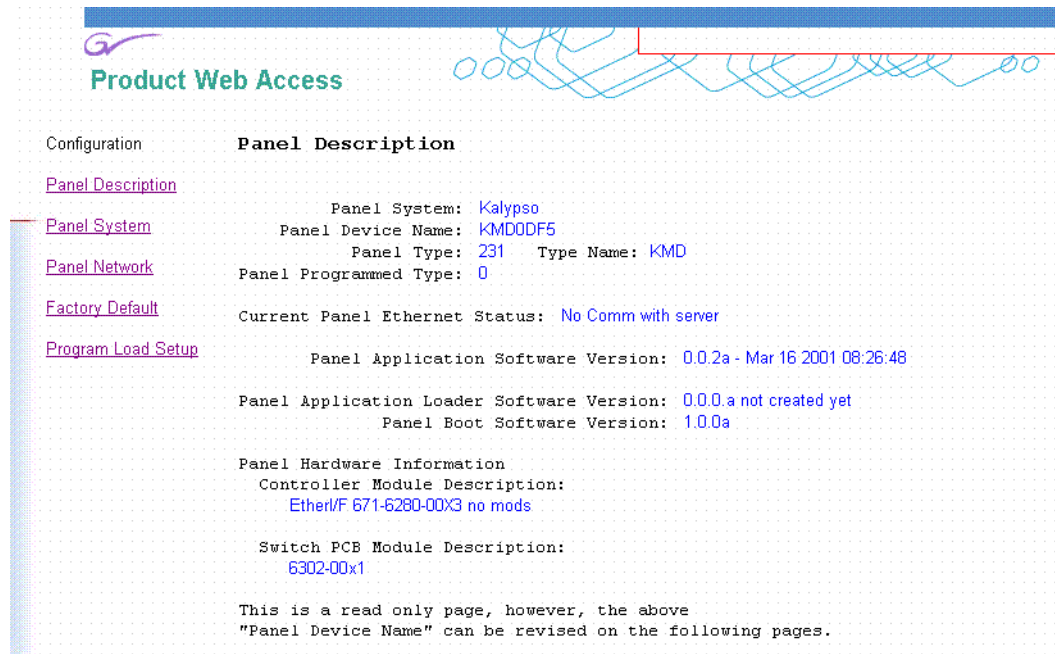 Product Web Access
Configuration
Panel Description
Panel System
Panel Network
Factory Default
Program Load Setup
Panel Description
Panel System: Kalypso
Panel Device Name: KMD0DF5
Panel Type: 231 Type Name: KMD
Panel Programmed Type: 0
Current Panel Ethernet Status: No Comm with server
Panel Application Software Version: 0.0.2a - Mar 16 2001 08:26:48
Panel Application Loader Software Version: 0.0.0.a not created yet
Panel Boot Software Version: 1.0.0a
Panel Hardware Information
Controller Module Description:
EtherI/F 671-6280-00X3 no mods
Switch PCB Module Description:
6302-00x1
This is a read only page, however, the above
"Panel Device Name" can be revised on the following pages.